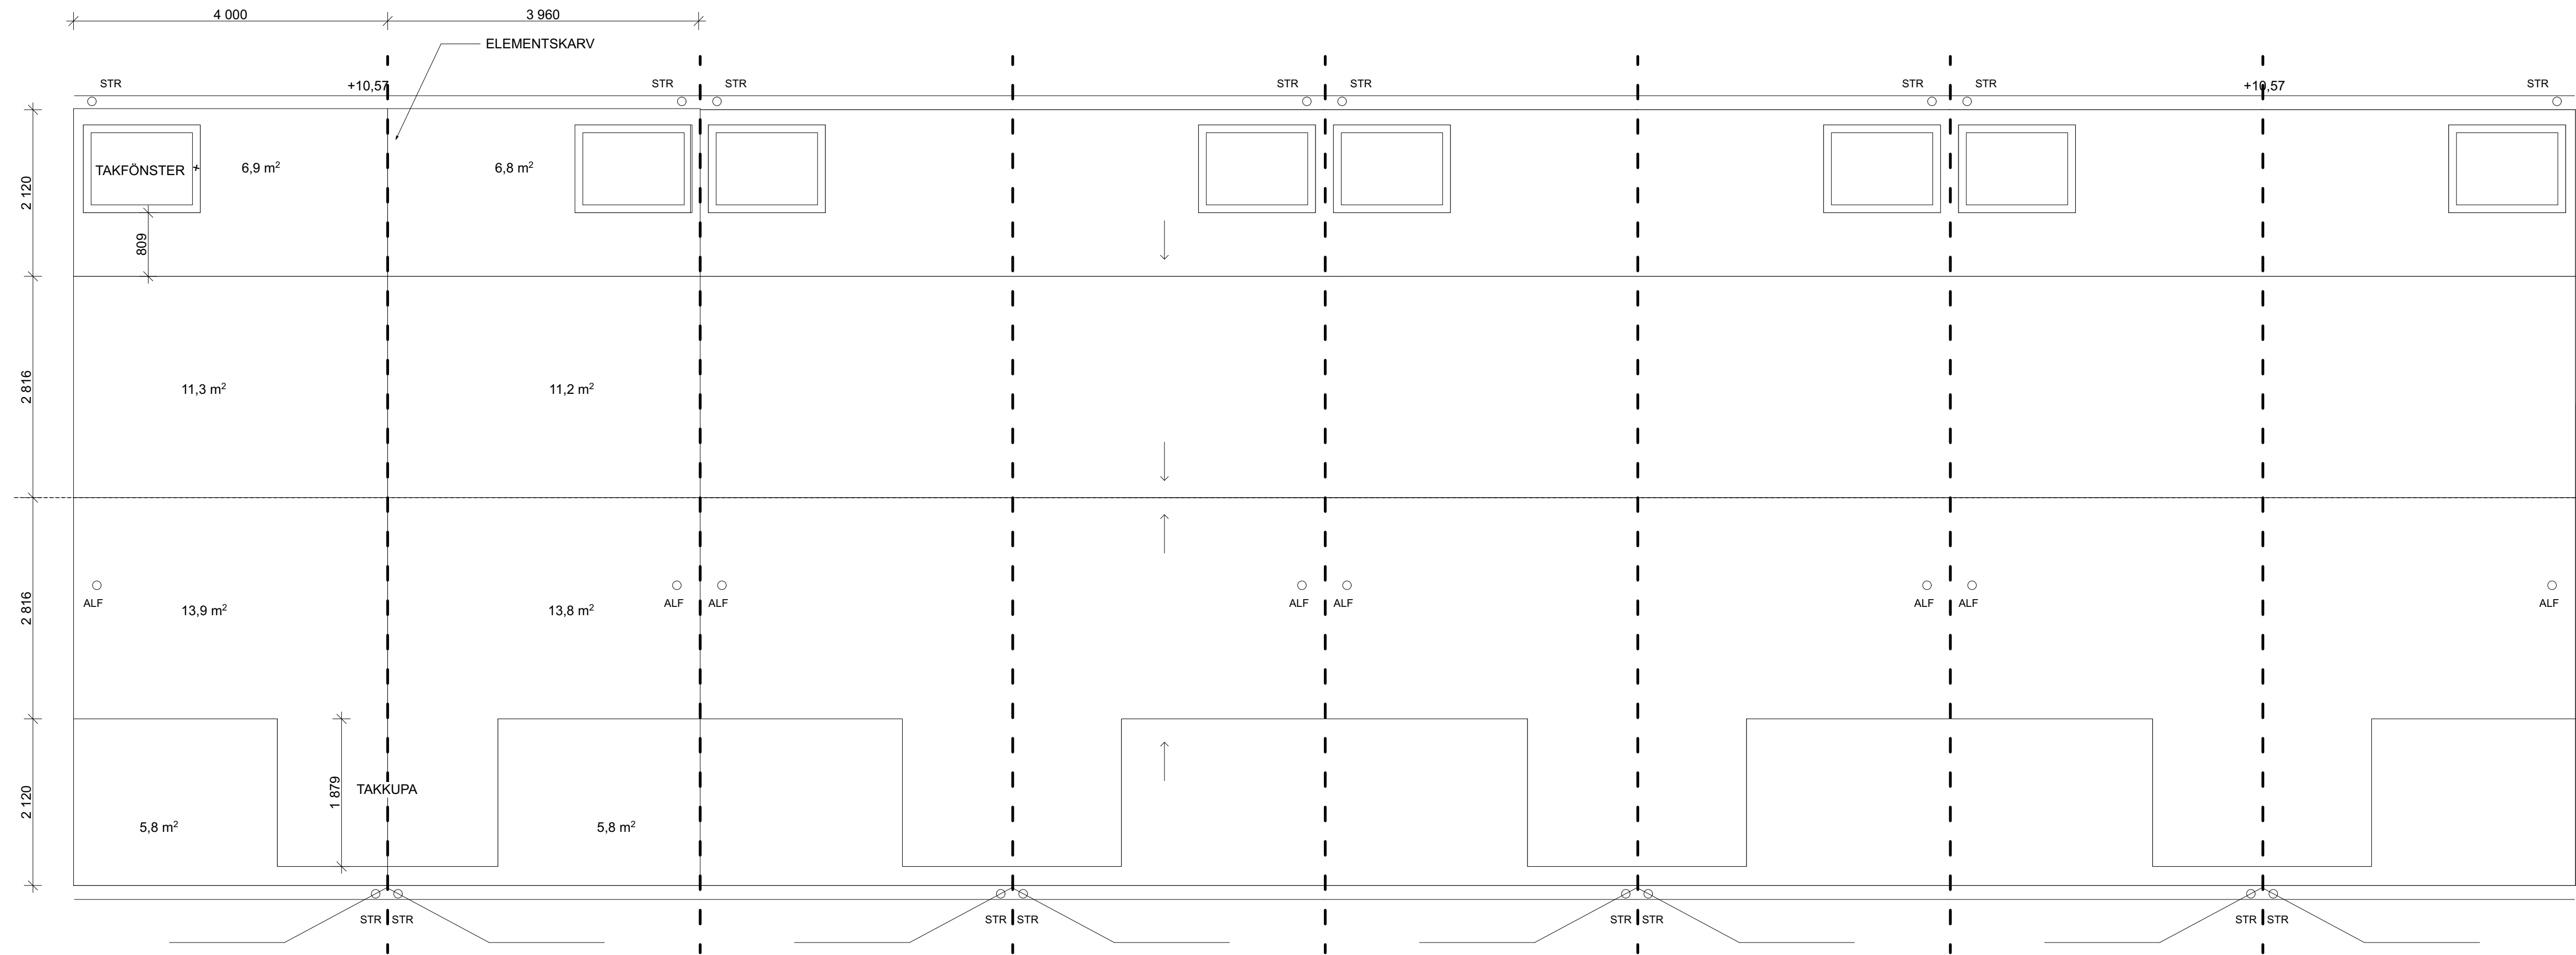 4 000
3 960
ELEMENTSKARV
STR
+10,57
STR
STR
STR
STR
STR
STR
+10,57
STR
TAKFÖNSTER
6,9 m²
6,8 m²
2 120
809
2 816
11,3 m²
11,2 m²
2 816
ALF
13,9 m²
13,8 m²
ALF
ALF
ALF
ALF
ALF
ALF
ALF
2 120
1 879
TAKKUPA
5,8 m²
5,8 m²
STR
STR
STR
STR
STR
STR
STR
STR